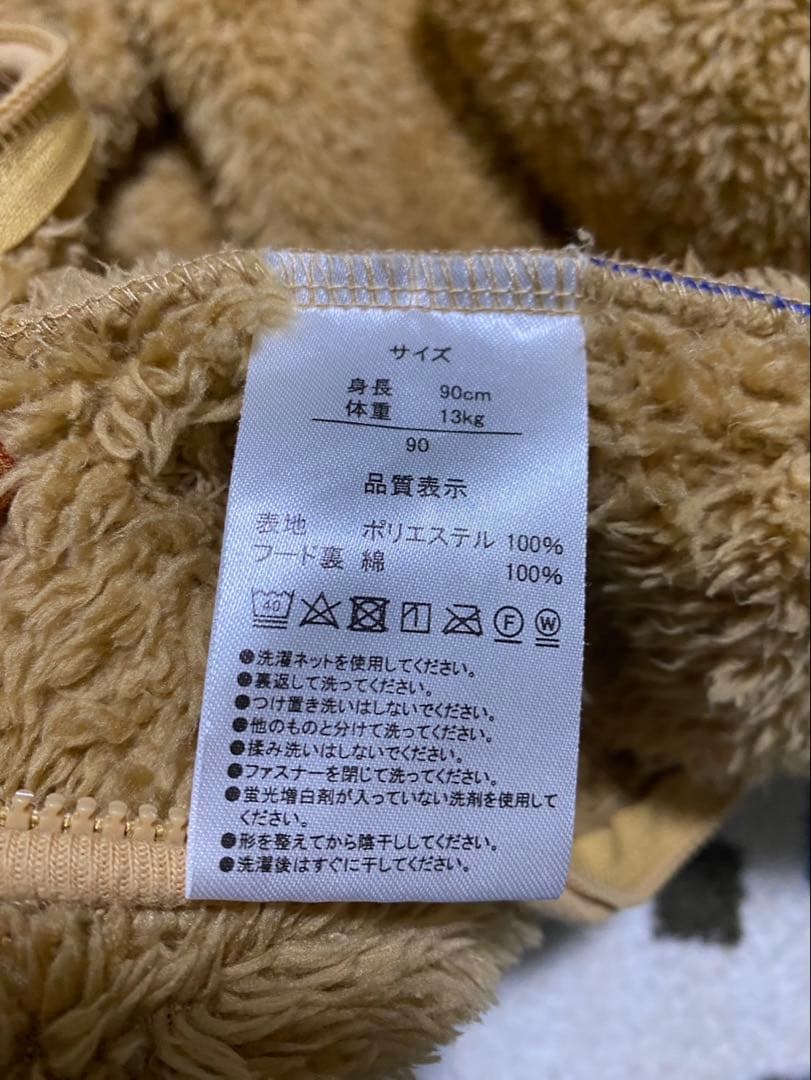 サイズ
身長 90cm
体重 13kg
90
品質表示
表地 ポリエステル 100%
フード裏 綿 100%
40 F W
●洗濯ネットを使用してください。
●裏返して洗ってください。
●つけ置き洗いはしないでください。
●他のものと分けて洗ってください。
●揉み洗いはしないでください。
●ファスナーを閉じて洗ってください。
●蛍光増白剤が入っていない洗剤を使用して
ください。
●形を整えてから陰干ししてください。
●洗濯後はすぐに干してください。